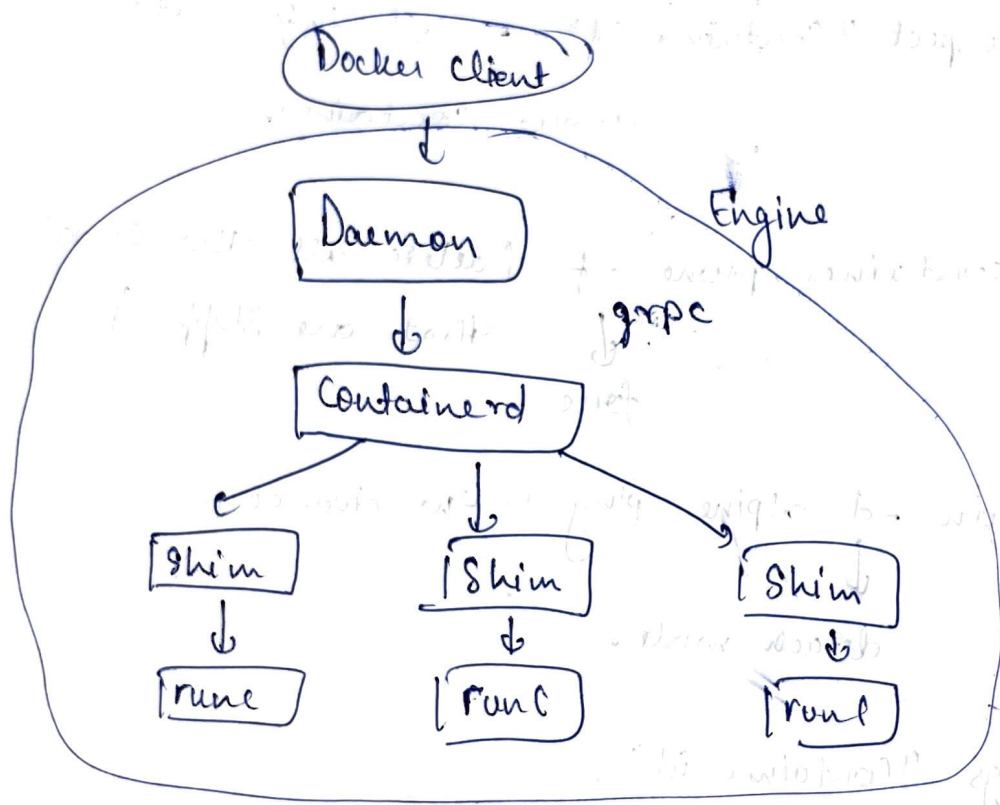 Docker Client
Engine
Daemon
grpc
Containerd
Shim
Shim
Shim
runc
runc
runc